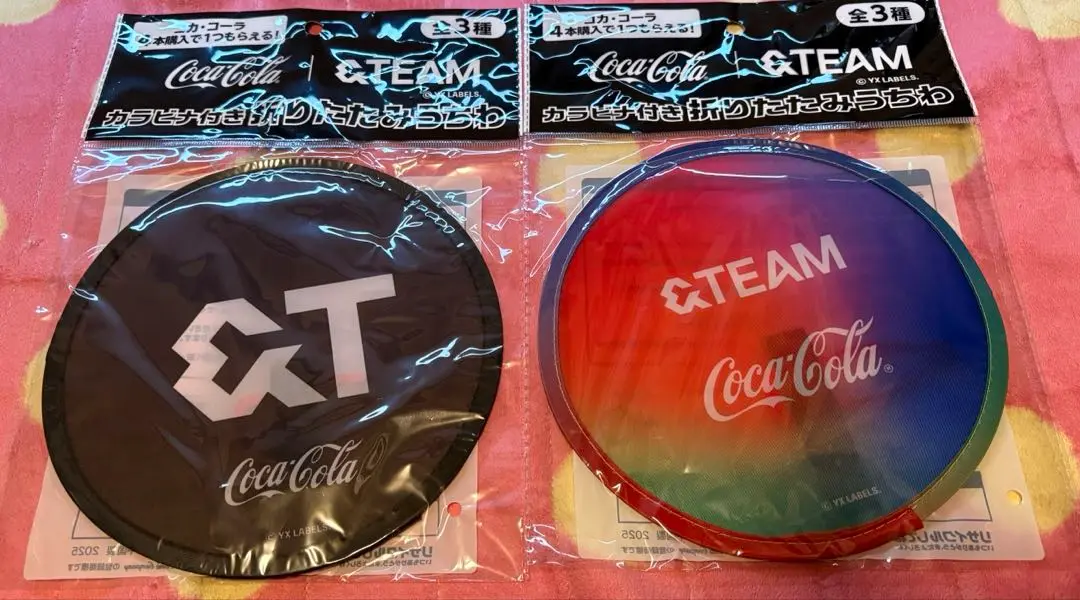 コカ・コーラ
本購入で1つもらえる!
全3種
Coca-Cola | &TEAM
© YX LABELS.
カラビナ付き折りたたみうちわ
&T
Coca-Cola
© YX LABELS.
2025
コカ・コーラ
4本購入で1つもらえる!
全3種
Coca-Cola | &TEAM
© YX LABELS.
カラビナ付き折りたたみうちわ
&TEAM
Coca-Cola®
© YX LABELS.